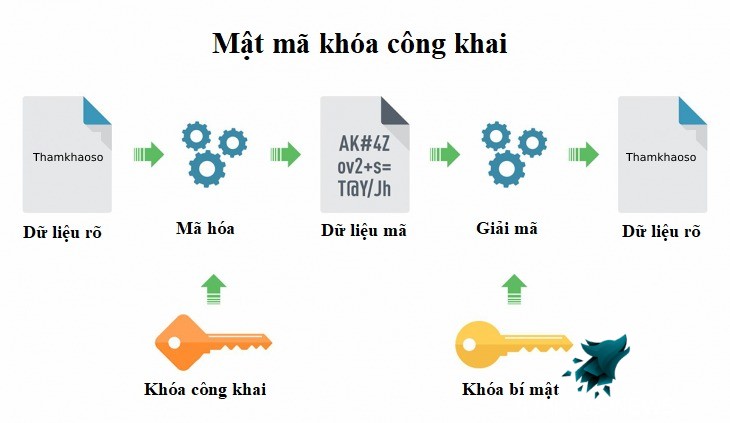 Mật mã khóa công khai
Thamkhaoso
AK#4Z
ov2+s=
T@Y/Jh
Thamkhaoso
Dữ liệu rõ
Mã hóa
Dữ liệu mã
Giải mã
Dữ liệu rõ
Khóa công khai
Khóa bí mật